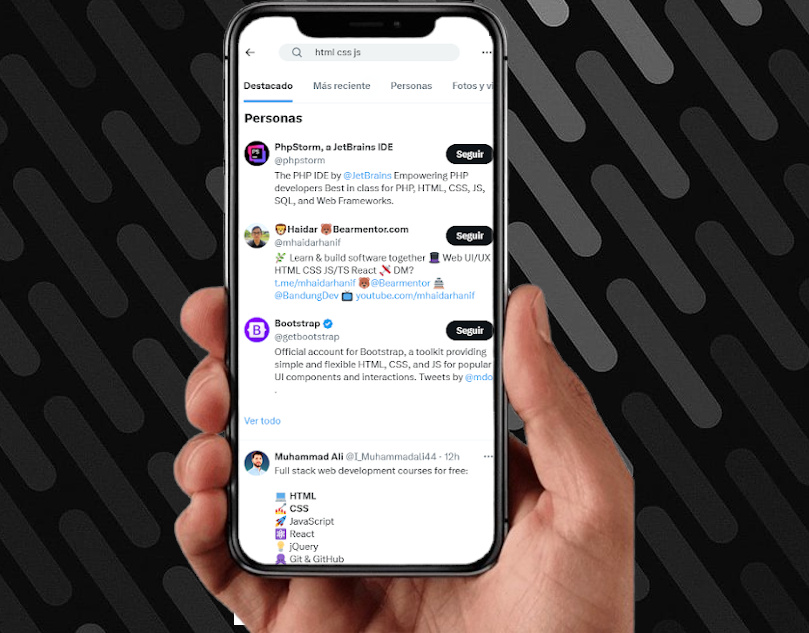 html css js
Destacado Más reciente Personas Fotos y vi
Personas
PS
PhpStorm, a JetBrains IDE
@phpstorm
Seguir
The PHP IDE by @JetBrains Empowering PHP
developers Best in class for PHP, HTML, CSS, JS,
SQL, and Web Frameworks.
Haidar Bearmentor.com
@mhaidarhanif
Seguir
Learn & build software together Web UI/UX
HTML CSS JS/TS React DM?
t.me/mhaidarhanif @Bearmentor
@BandungDev youtube.com/mhaidarhanif
B
Bootstrap
@getbootstrap
Seguir
Official account for Bootstrap, a toolkit providing
simple and flexible HTML, CSS, and JS for popular
UI components and interactions. Tweets by @mdo
.
Ver todo
Muhammad Ali @I_Muhammadali44 · 12h
Full stack web development courses for free:
HTML
CSS
JavaScript
React
jQuery
Git & GitHub